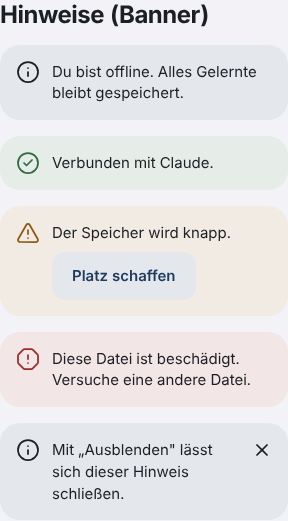 Hinweise (Banner)
Du bist offline. Alles Gelernte
bleibt gespeichert.
Verbunden mit Claude.
Der Speicher wird knapp.
Platz schaffen
Diese Datei ist beschädigt.
Versuche eine andere Datei.
Mit „Ausblenden" lässt
sich dieser Hinweis
schließen.